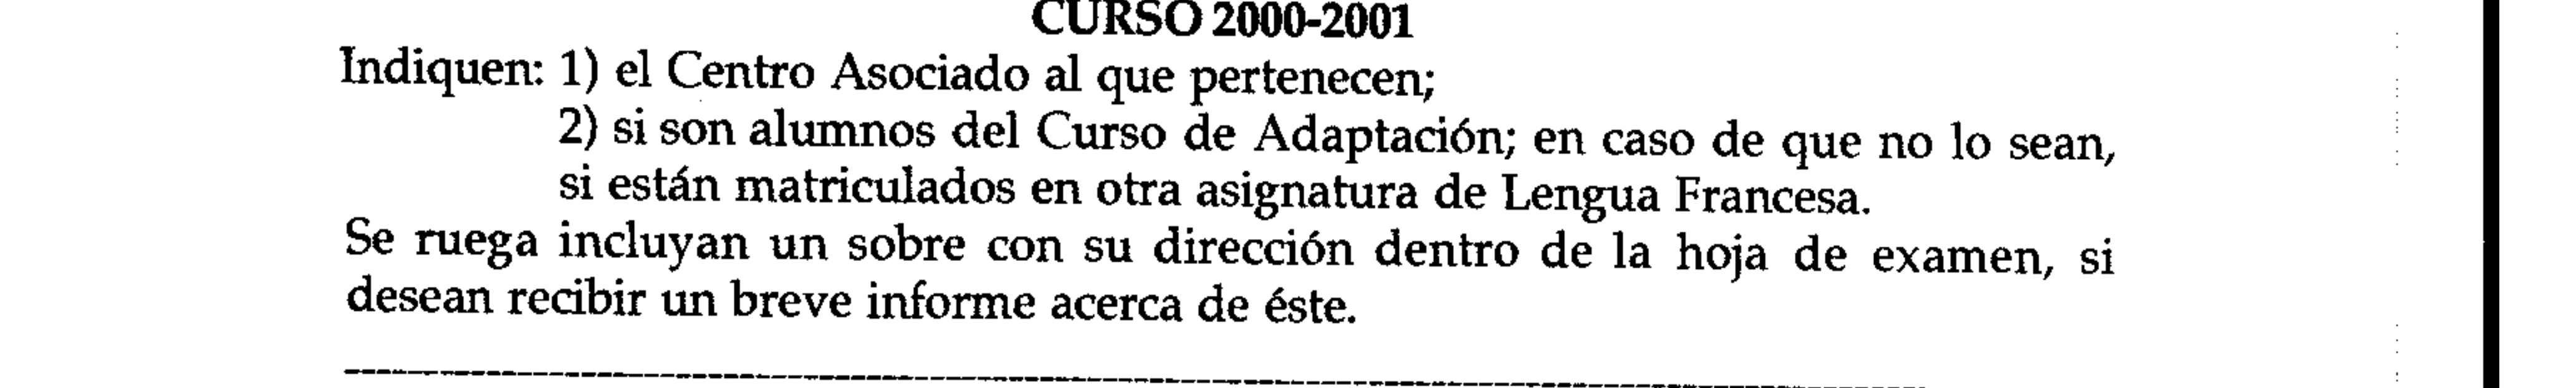 CURSO 2000-2001
Indiquen: 1) el Centro Asociado al que pertenecen;
2) si son alumnos del Curso de Adaptación; en caso de que no lo sean,
si están matriculados en otra asignatura de Lengua Francesa.
Se ruega incluyan un sobre con su dirección dentro de la hoja de examen, si
desean recibir un breve informe acerca de éste.